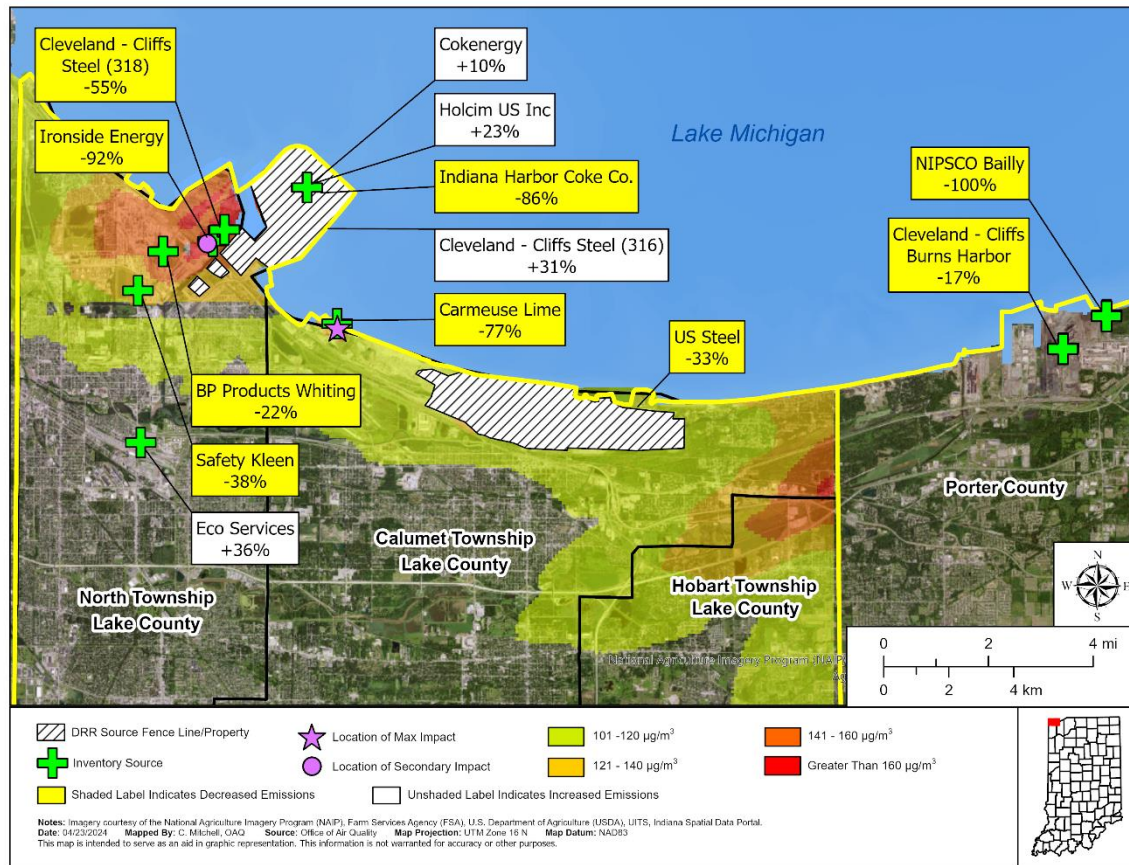 Cleveland - Cliffs
Steel (318)
-55%
Cokenergy
+10%
Holcim US Inc
+23%
Ironside Energy
-92%
Lake Michigan
Indiana Harbor Coke Co.
-86%
NIPSCO Bailly
-100%
Cleveland - Cliffs Steel (316)
+31%
Cleveland - Cliffs
Burns Harbor
-17%
Carmeuse Lime
-77%
US Steel
-33%
BP Products Whiting
-22%
Safety Kleen
-38%
Eco Services
+36%
Porter County
Calumet Township
Lake County
North Township
Lake County
Hobart Township
Lake County
N
W E
S
National Agriculture Imagery Program (NAIP)
0 2 4 mi
0 2 4 km
DRR Source Fence Line/Property
Location of Max Impact
101 -120 µg/m³
141 - 160 µg/m³
Inventory Source
Location of Secondary Impact
121 - 140 µg/m³
Greater Than 160 µg/m³
Shaded Label Indicates Decreased Emissions
Unshaded Label Indicates Increased Emissions
Notes: Imagery courtesy of the National Agriculture Imagery Program (NAIP), Farm Services Agency (FSA), U.S. Department of Agriculture (USDA), UITS, Indiana Spatial Data Portal.
Date: 04/23/2024 Mapped By: C. Mitchell, OAQ Source: Office of Air Quality Map Projection: UTM Zone 16 N Map Datum: NAD83
This map is intended to serve as an aid in graphic representation. This information is not warranted for accuracy or other purposes.